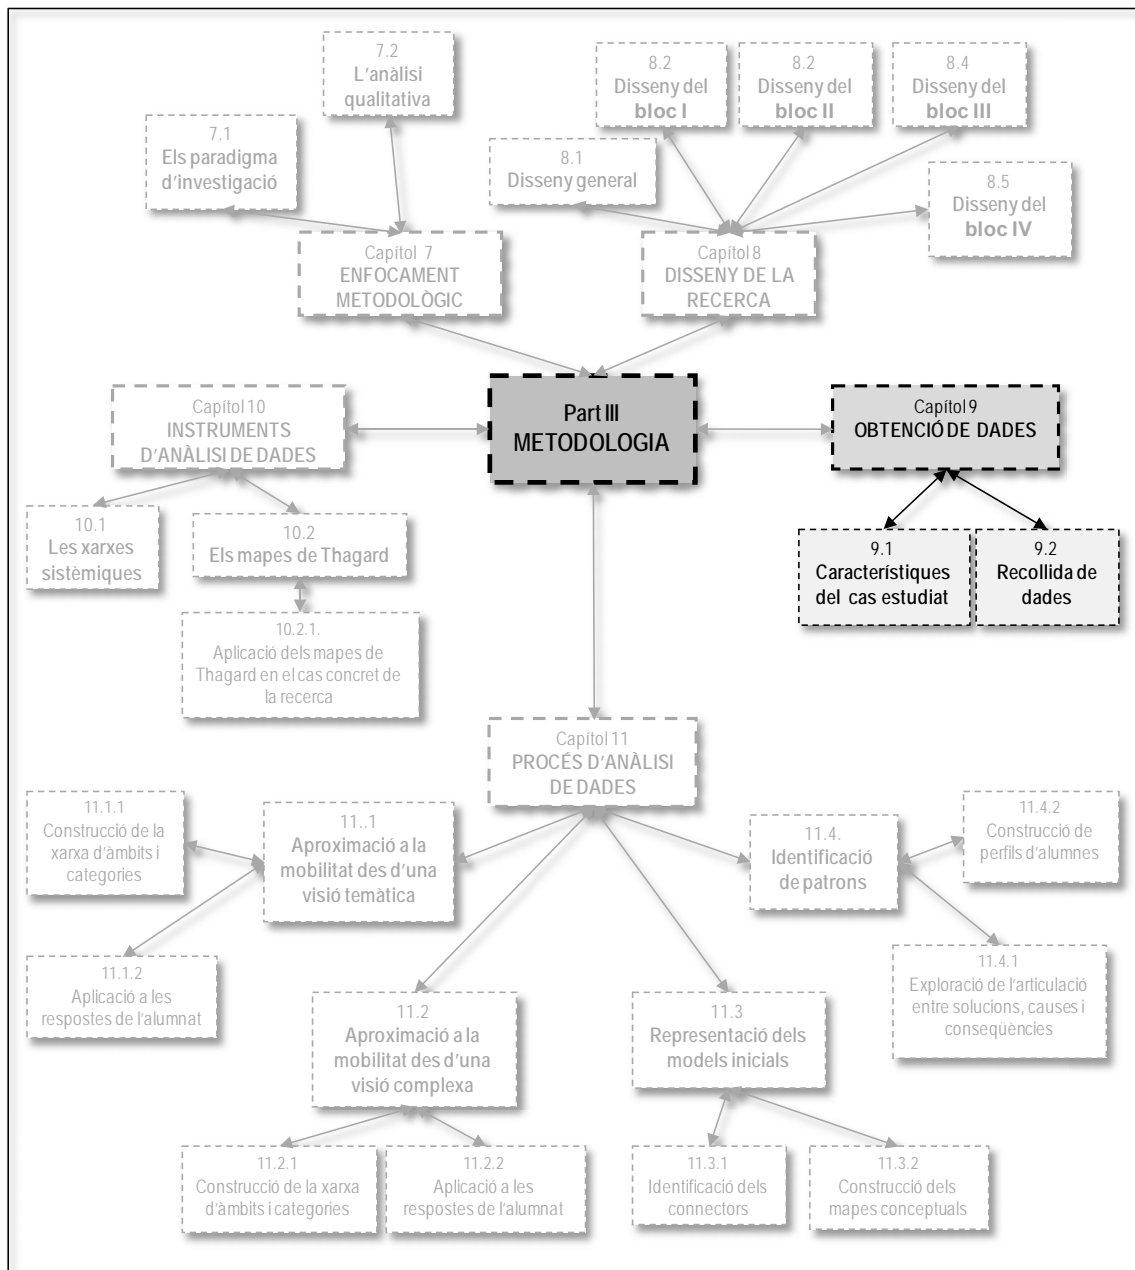 7.2
L'anàlisi
qualitativa
8.2
Disseny del
bloc I
8.2
Disseny del
bloc II
8.4
Disseny del
bloc III
7.1
Els paradigma
d'investigació
8.1
Disseny general
8.5
Disseny del
bloc IV
Capítol 7
ENFOCAMENT
METODOLÒGIC
Capítol 8
DISSENY DE LA
RECERCA
Capítol 10
INSTRUMENTS
D'ANÀLISI DE DADES
Part III
METODOLOGIA
Capítol 9
OBTENCIÓ DE DADES
10.1
Les xarxes
sistèmiques
10.2
Els mapes de Thagard
9.1
Característiques
del cas estudiat
9.2
Recollida de
dades
10.2.1.
Aplicació dels mapes de
Thagard en el cas concret de
la recerca
Capítol 11
PROCÉS D'ANÀLISI
DE DADES
11.1.1
Construcció de la
xarxa d'àmbits i
categories
11..1
Aproximació a la
mobilitat des d'una
visió temàtica
11.4.
Identificació
de patrons
11.4.2
Construcció de
perfils d'alumnes
11.1.2
Aplicació a les
respostes de l'alumnat
11.4.1
Exploració de l'articulació
entre solucions, causes i
conseqüències
11.2
Aproximació a la
mobilitat des d'una
visió complexa
11.3
Representació dels
models inicials
11.2.1
Construcció de la xarxa
d'àmbits i categories
11.2.2
Aplicació a les
respostes de l'alumnat
11.3.1
Identificació dels
connectors
11.3.2
Construcció dels
mapes conceptuals